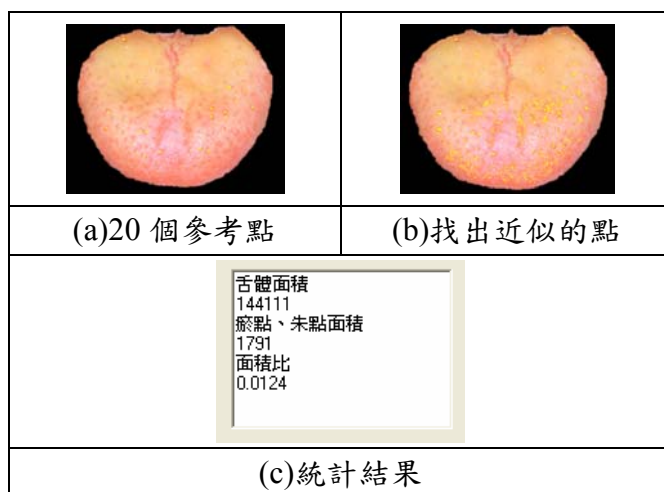 (a)20 個參考點
(b)找出近似的點
舌體面積
144111
瘀點、朱點面積
1791
面積比
0.0124
(c)統計結果